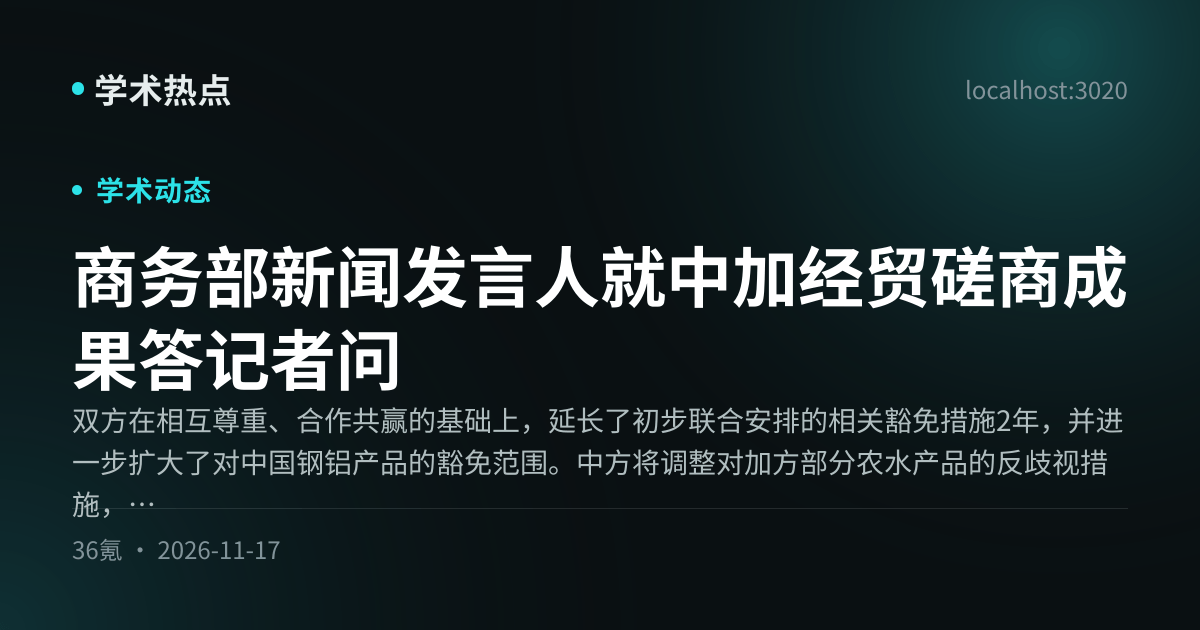 学术热点
localhost:3020
学术动态
商务部新闻发言人就中加经贸磋商成
果答记者问
双方在相互尊重、合作共赢的基础上，延长了初步联合安排的相关豁免措施2年，并进
一步扩大了对中国钢铝产品的豁免范围。中方将调整对加方部分农水产品的反歧视措
施，…
36氪 · 2026-11-17